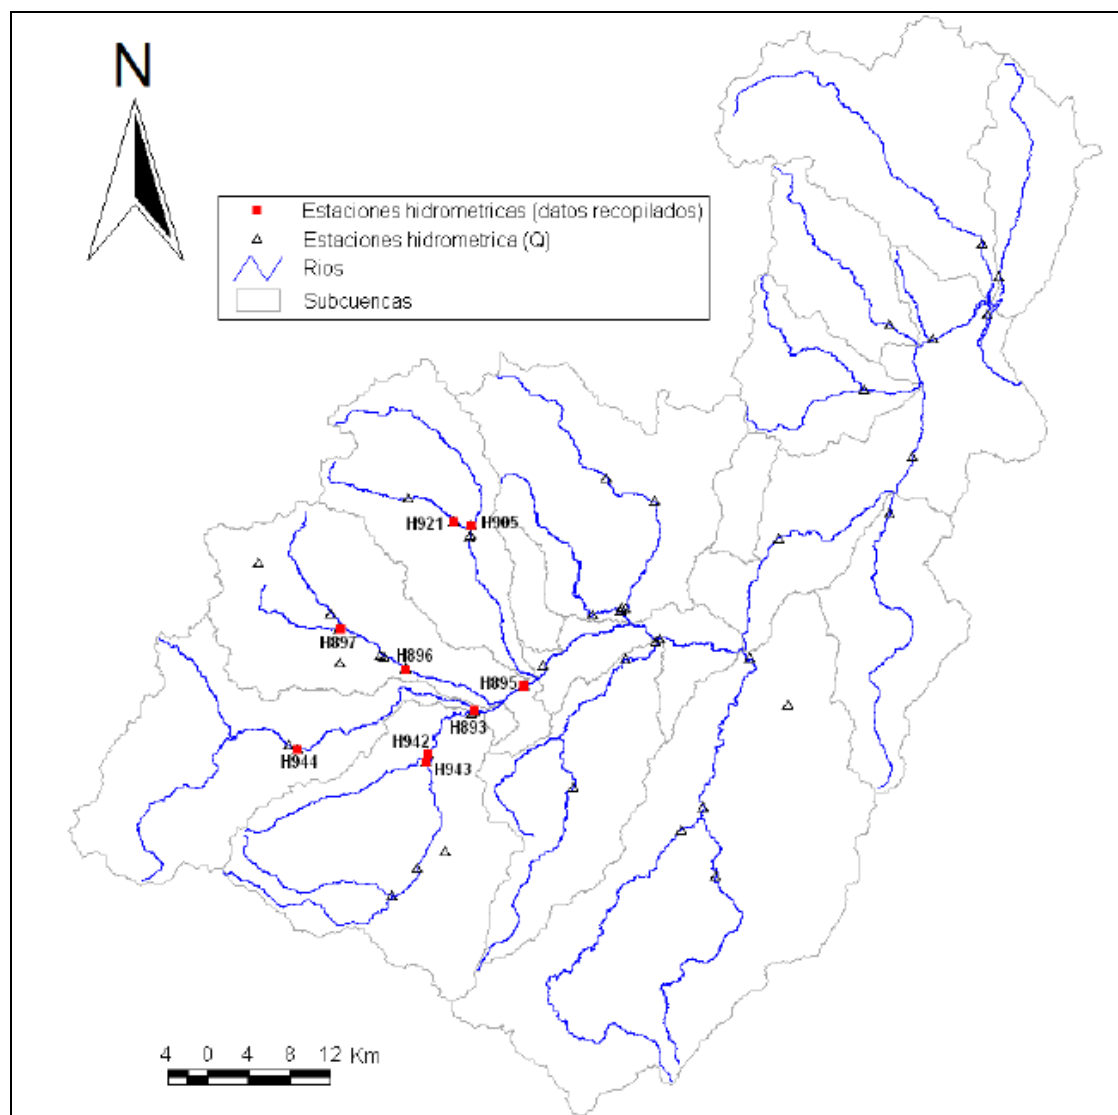 N
Estaciones hidrometricas (datos recopilados)
Estaciones hidrometrica (Q)
Rios
Subcuencas
H921
H905
H897
H896
H895
H893
H942
H944
H943
4 0 4 8 12 Km